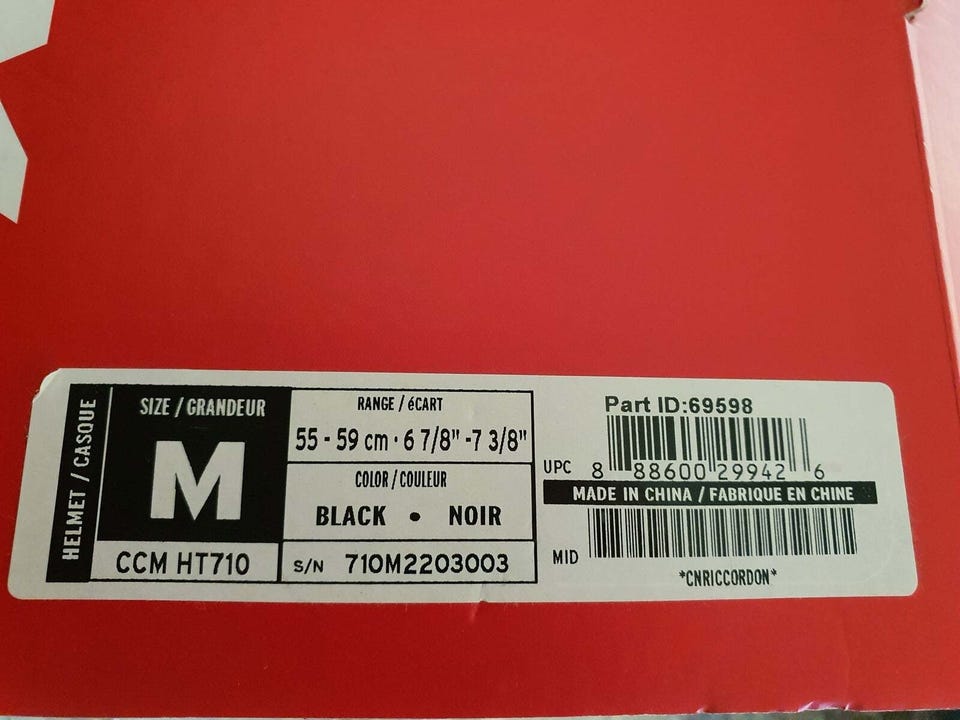 HELMET / CASQUE
SIZE / GRANDEUR
M
CCM HT710
RANGE / éCART
55 - 59 cm · 6 7/8" -7 3/8"
COLOR / COULEUR
BLACK • NOIR
S/N 710M2203003
Part ID:69598
UPC 8 88600 29942 6
MADE IN CHINA / FABRIQUE EN CHINE
MID
*CNRICCORDON*